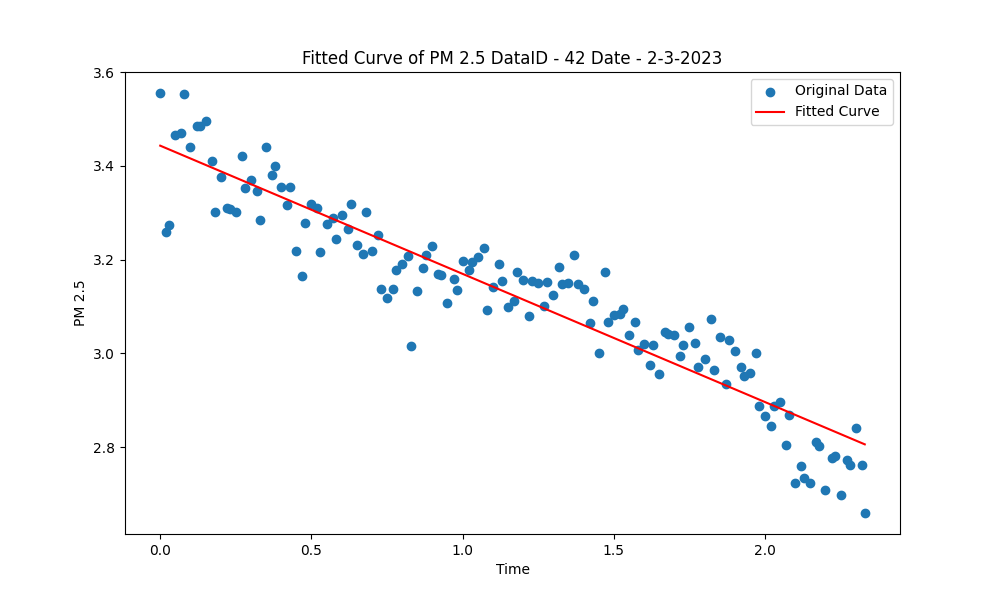 Fitted Curve of PM 2.5 DataID - 42 Date - 2-3-2023
Original Data
Fitted Curve
3.6
3.4
3.2
3.0
2.8
PM 2.5
0.0
0.5
1.0
1.5
2.0
Time